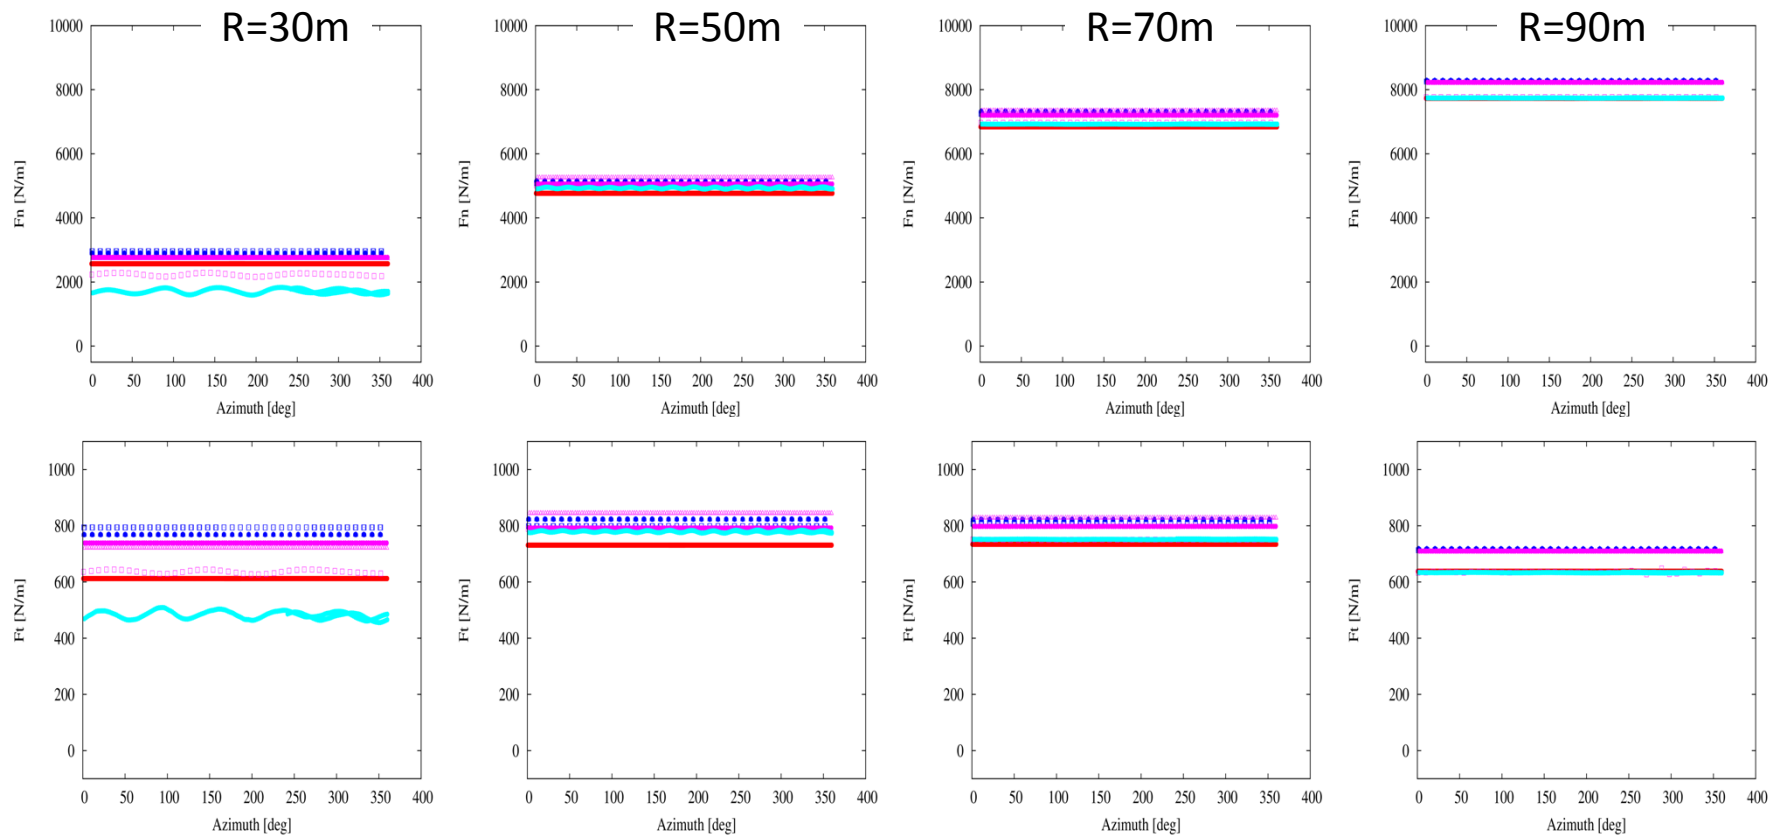 R=30m R=50m R=70m R=90m
10000 10000 10000 10000
8000 8000 8000 8000
6000 6000 6000 6000
Fn [N/m] Fn [N/m] Fn [N/m] Fn [N/m]
4000 4000 4000 4000
2000 2000 2000 2000
0 0 0 0
0 50 100 150 200 250 300 350 400 0 50 100 150 200 250 300 350 400 0 50 100 150 200 250 300 350 400 0 50 100 150 200 250 300 350 400
Azimuth [deg] Azimuth [deg] Azimuth [deg] Azimuth [deg]
1000 1000 1000 1000
800 800 800 800
600 600 600 600
Ft [N/m] Ft [N/m] Ft [N/m] Ft [N/m]
400 400 400 400
200 200 200 200
0 0 0 0
0 50 100 150 200 250 300 350 400 0 50 100 150 200 250 300 350 400 0 50 100 150 200 250 300 350 400 0 50 100 150 200 250 300 350 400
Azimuth [deg] Azimuth [deg] Azimuth [deg] Azimuth [deg]